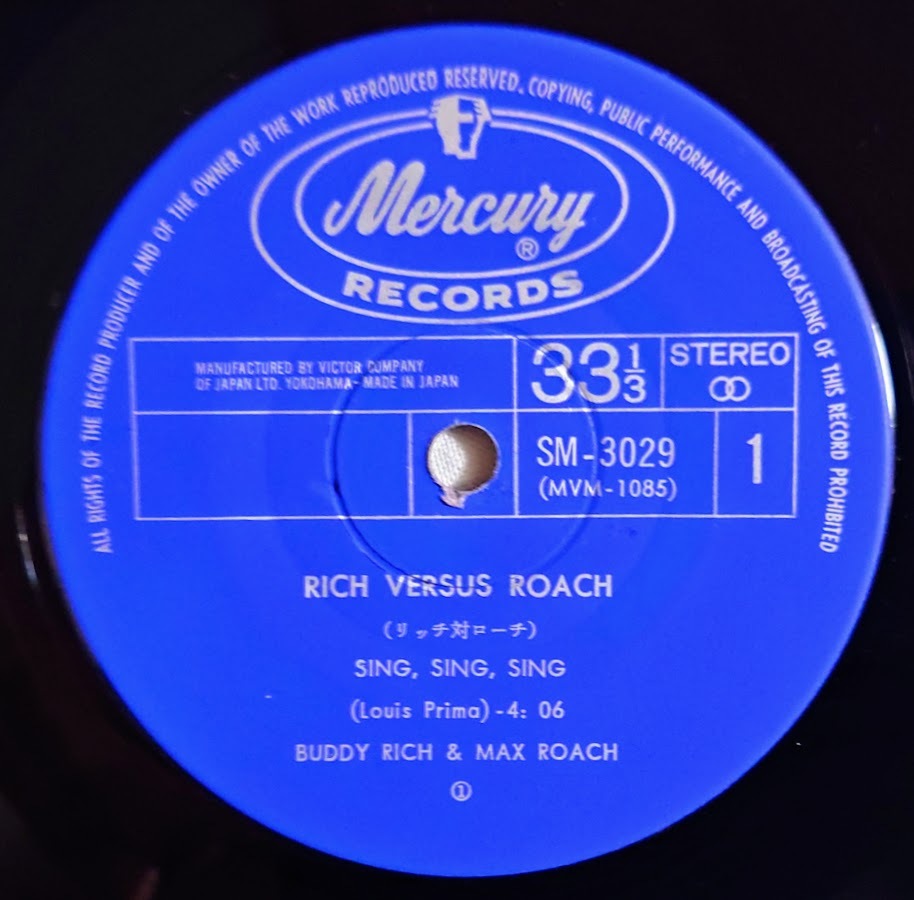 ALL RIGHTS OF THE RECORD PRODUCER AND OF THE OWNER OF THE WORK REPRODUCED RESERVED. COPYING, PUBLIC PERFORMANCE AND BROADCASTING OF THIS RECORD PROHIBITED
Mercury
®
RECORDS
MANUFACTURED BY VICTOR COMPANY
OF JAPAN LTD. YOKOHAMA- MADE IN JAPAN
33 1/3
STEREO
SM-3029
(MVM-1085)
1
RICH VERSUS ROACH
(リッチ対ローチ)
SING, SING, SING
(Louis Prima) -4: 06
BUDDY RICH & MAX ROACH
①